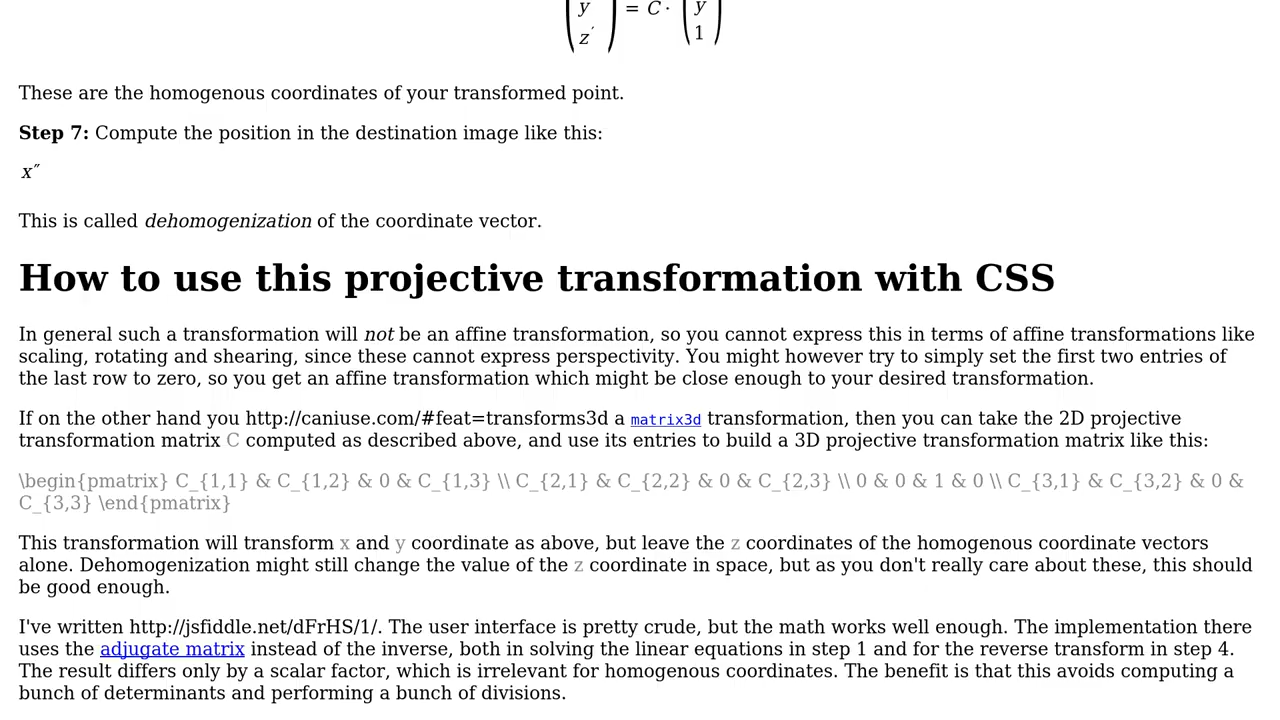 y = C · y
z′ 1
These are the homogenous coordinates of your transformed point.
Step 7: Compute the position in the destination image like this:
x″
This is called dehomogenization of the coordinate vector.
How to use this projective transformation with CSS
In general such a transformation will not be an affine transformation, so you cannot express this in terms of affine transformations like
scaling, rotating and shearing, since these cannot express perspectivity. You might however try to simply set the first two entries of
the last row to zero, so you get an affine transformation which might be close enough to your desired transformation.
If on the other hand you http://caniuse.com/#feat=transforms3d a matrix3d transformation, then you can take the 2D projective
transformation matrix C computed as described above, and use its entries to build a 3D projective transformation matrix like this:
\begin{pmatrix} C_{1,1} & C_{1,2} & 0 & C_{1,3} \\ C_{2,1} & C_{2,2} & 0 & C_{2,3} \\ 0 & 0 & 1 & 0 \\ C_{3,1} & C_{3,2} & 0 &
C_{3,3} \end{pmatrix}
This transformation will transform x and y coordinate as above, but leave the z coordinates of the homogenous coordinate vectors
alone. Dehomogenization might still change the value of the z coordinate in space, but as you don't really care about these, this should
be good enough.
I've written http://jsfiddle.net/dFrHS/1/. The user interface is pretty crude, but the math works well enough. The implementation there
uses the adjugate matrix instead of the inverse, both in solving the linear equations in step 1 and for the reverse transform in step 4.
The result differs only by a scalar factor, which is irrelevant for homogenous coordinates. The benefit is that this avoids computing a
bunch of determinants and performing a bunch of divisions.